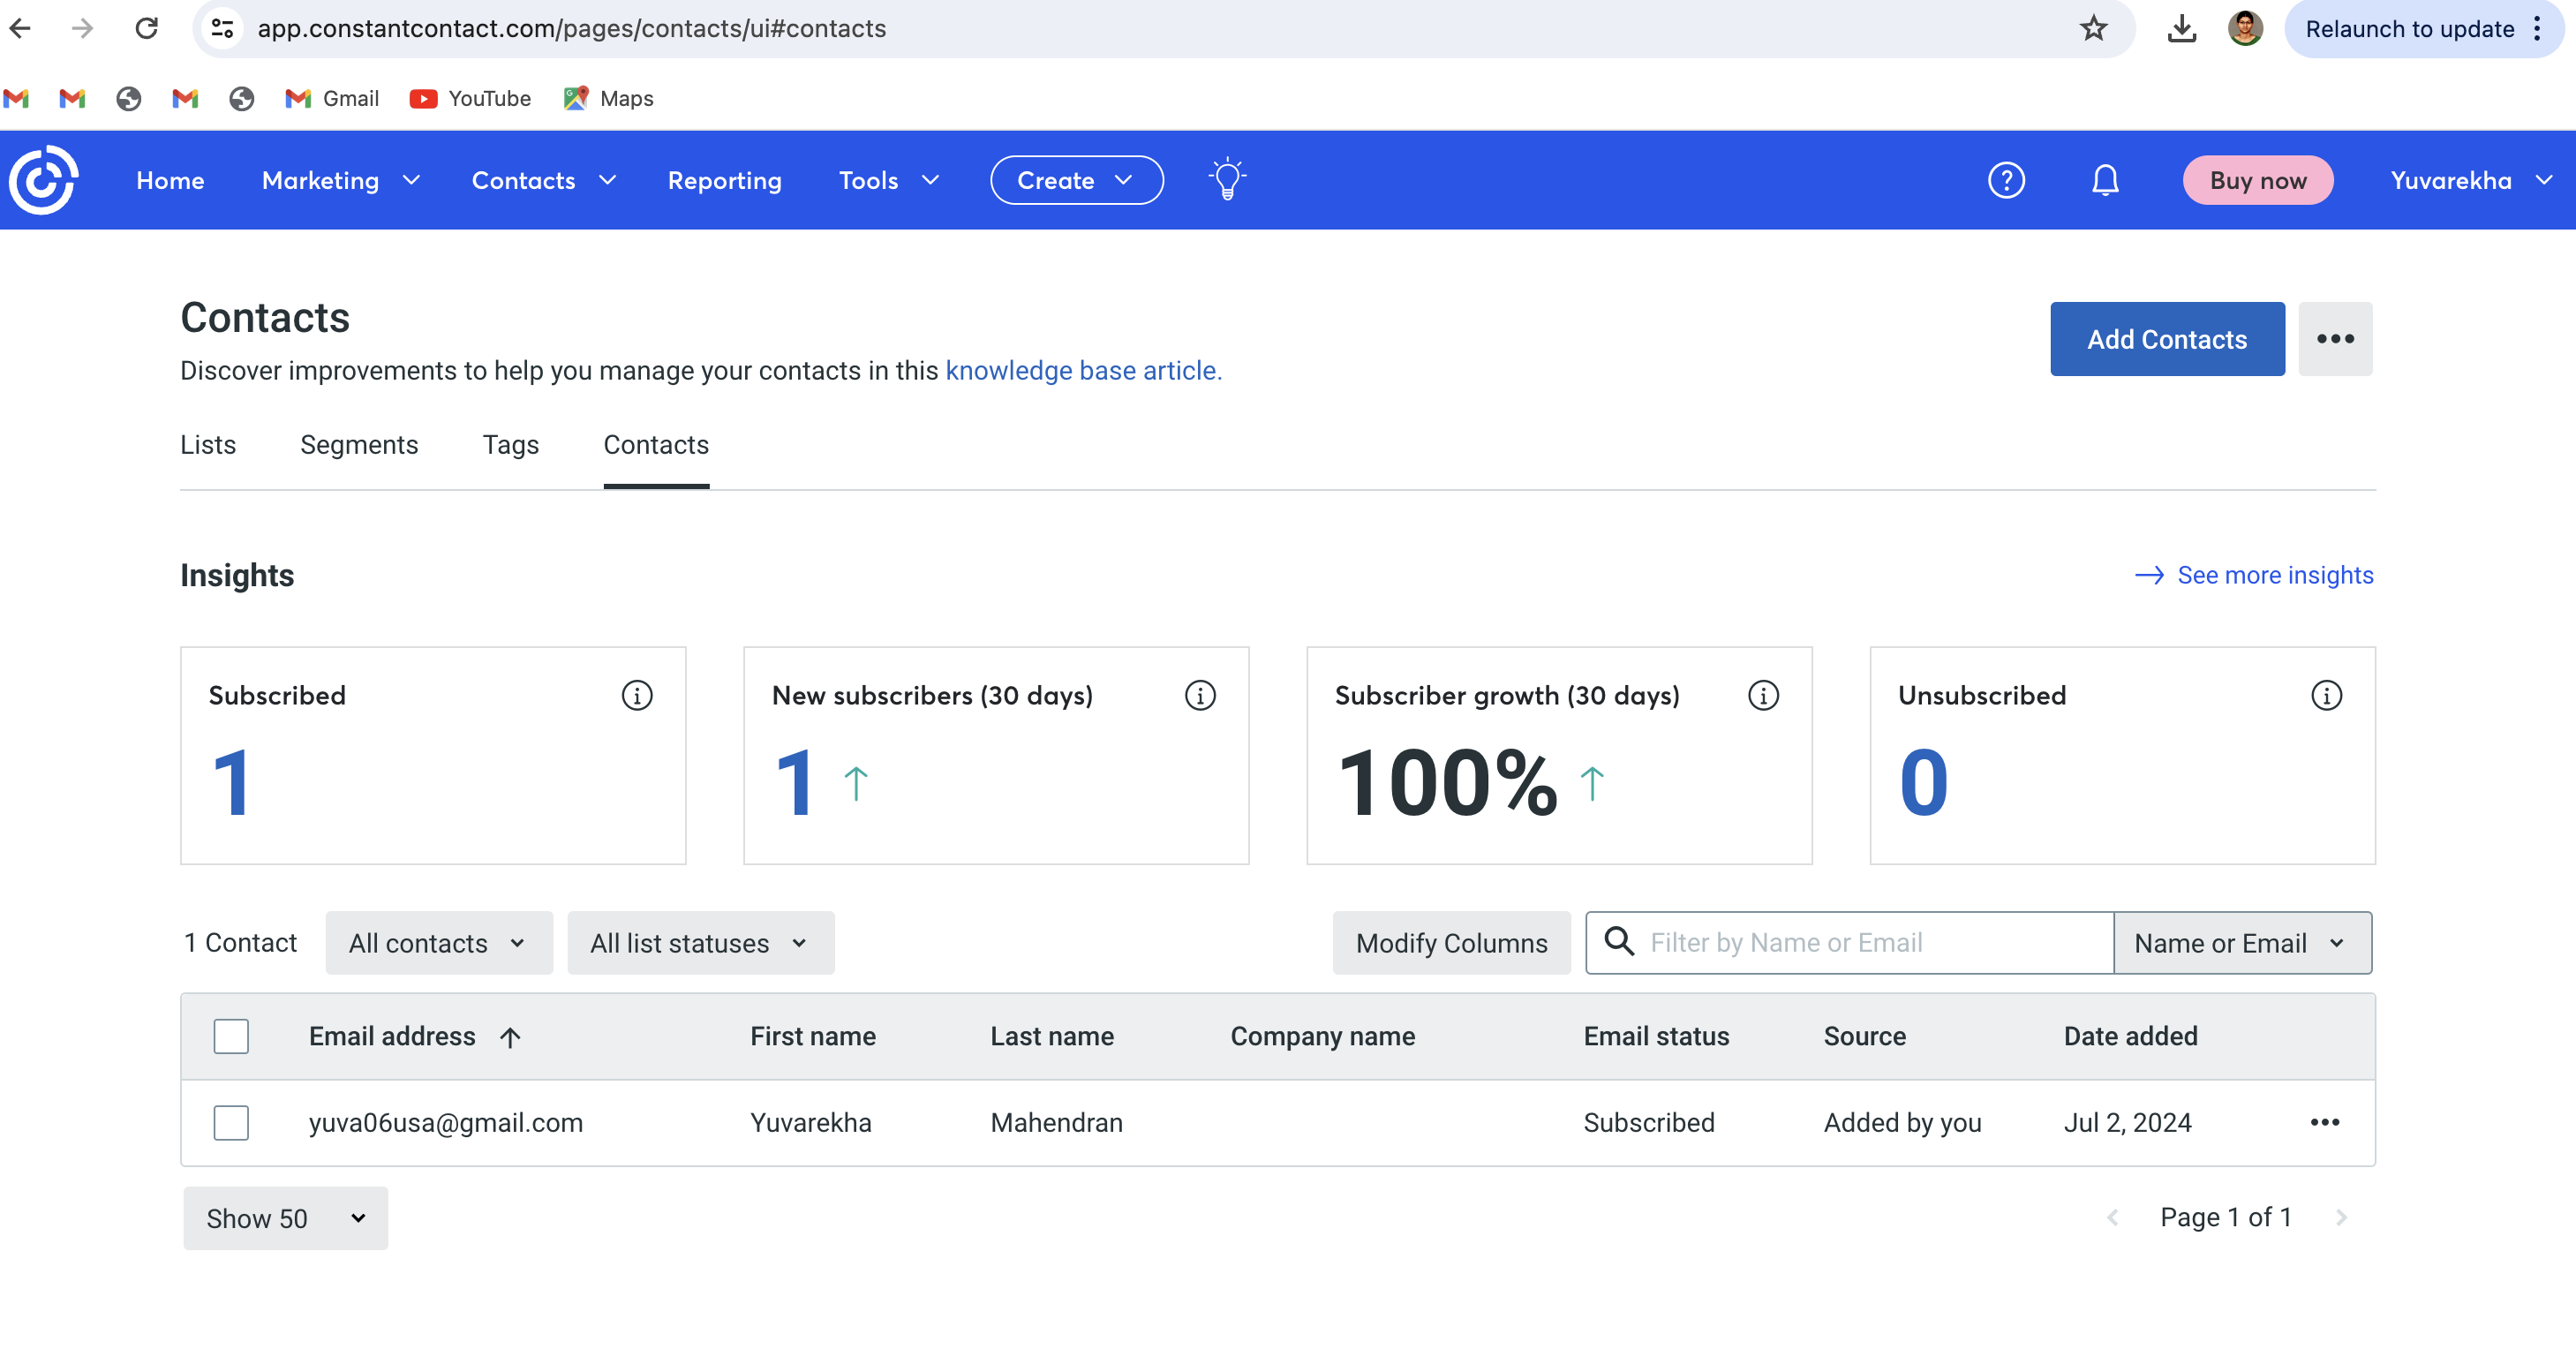 app.constantcontact.com/pages/contacts/ui#contacts
Relaunch to update
Gmail
YouTube
Maps
Home
Marketing
Contacts
Reporting
Tools
Create
Buy now
Yuvarekha
Contacts
Add Contacts
Discover improvements to help you manage your contacts in this knowledge base article.
Lists
Segments
Tags
Contacts
Insights
See more insights
Subscribed
New subscribers (30 days)
Subscriber growth (30 days)
Unsubscribed
1
1
100%
0
1 Contact
All contacts
All list statuses
Modify Columns
Filter by Name or Email
Name or Email
Email address
First name
Last name
Company name
Email status
Source
Date added
yuva06usa@gmail.com
Yuvarekha
Mahendran
Subscribed
Added by you
Jul 2, 2024
Show 50
Page 1 of 1